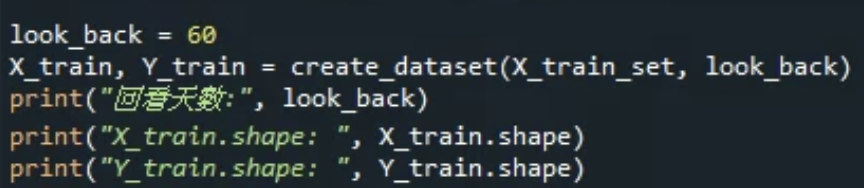 look_back = 60
X_train, Y_train = create_dataset(X_train_set, look_back)
print("回看天數:", look_back)
print("X_train.shape: ", X_train.shape)
print("Y_train.shape: ", Y_train.shape)